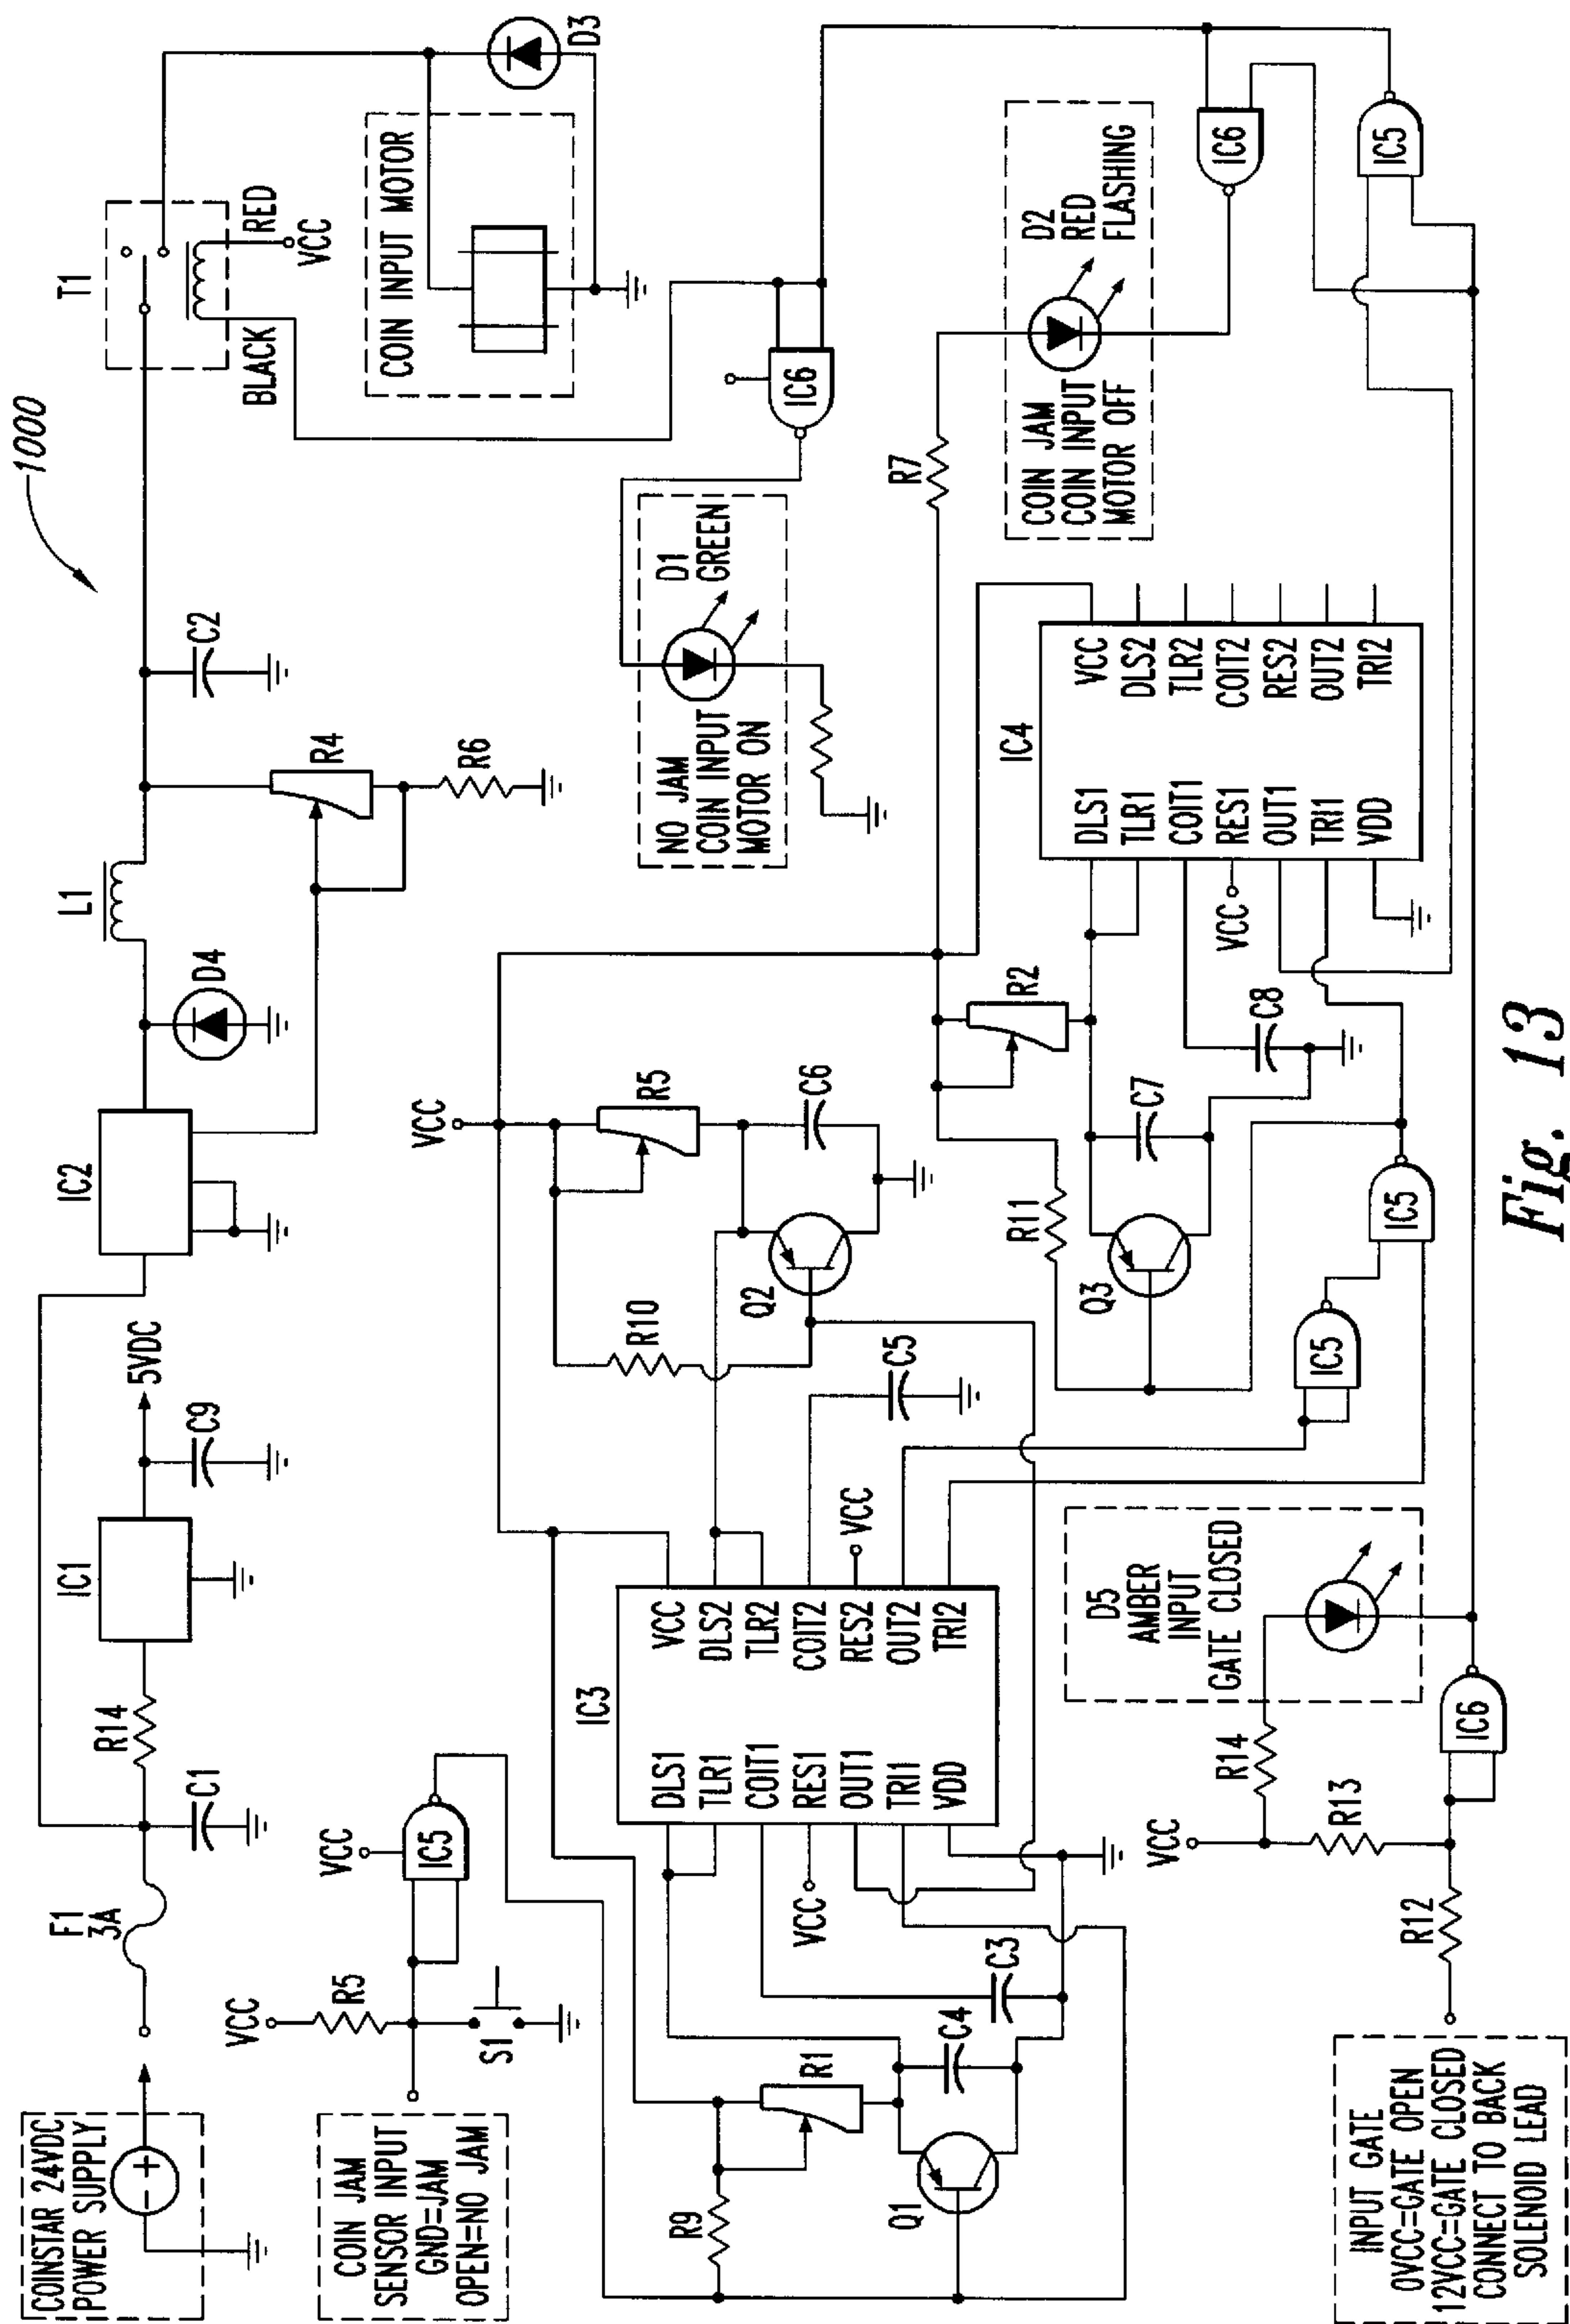 1000
COINSTAR 24VDC
POWER SUPPLY
- +
F1
3A
C1
R14
IC1
C9
5VDC
IC2
D4
L1
R4
R6
C2
T1
BLACK
RED
VCC
D3
COIN INPUT MOTOR
COIN JAM
SENSOR INPUT
GND=JAM
OPEN=NO JAM
VCC
R5
S1
VCC
IC5
VCC
R5
C6
Q2
R10
C5
NO JAM
COIN INPUT
MOTOR ON
D1
GREEN
IC6
R9
R1
Q1
C4
C3
IC3
DLS1
TLR1
COIT1
RES1
OUT1
TRI1
VDD
VCC
DLS2
TLR2
COIT2
RES2
OUT2
TRI2
VCC
VCC
R7
COIN JAM
COIN INPUT
MOTOR OFF
D2
RED
FLASHING
IC6
IC5
R2
R11
Q3
C7
C8
IC4
DLS1
TLR1
COIT1
RES1
OUT1
TRI1
VDD
VCC
DLS2
TLR2
COIT2
RES2
OUT2
TRI2
VCC
IC5
IC5
INPUT GATE
0VCC=GATE OPEN
12VCC=GATE CLOSED
CONNECT TO BACK
SOLENOID LEAD
R12
R13
VCC
R14
IC6
D5
AMBER
INPUT
GATE CLOSED
Fig. 13